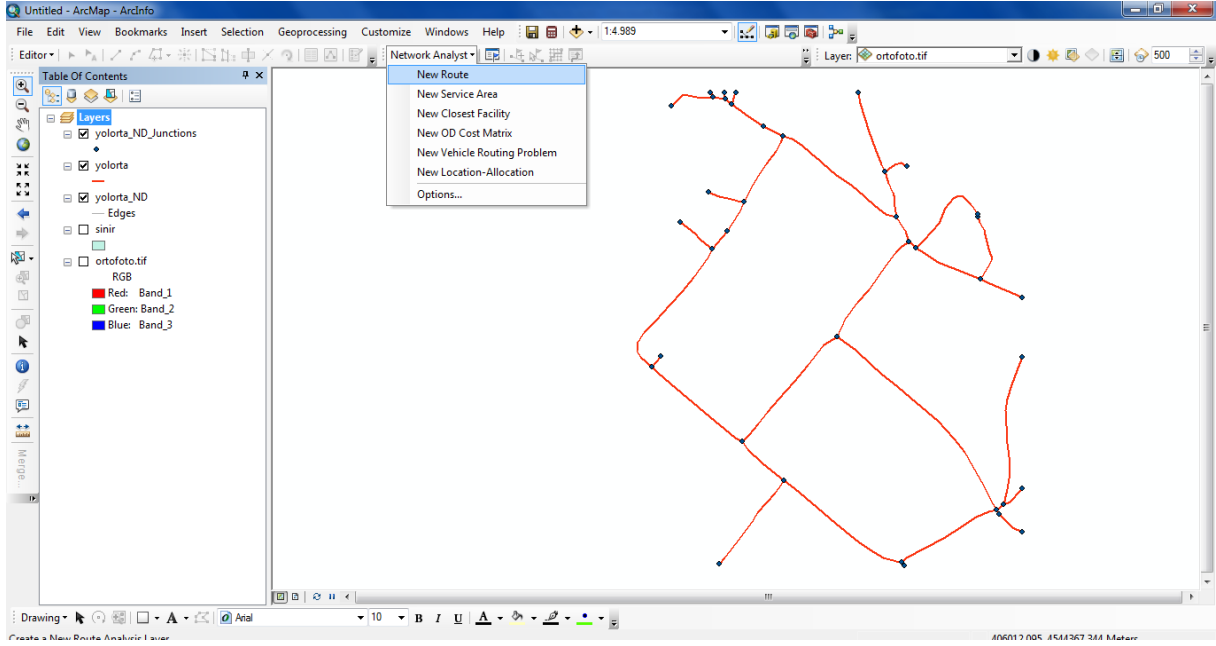 Untitled - ArcMap - ArcInfo
File Edit View Bookmarks Insert Selection Geoprocessing Customize Windows Help 1:4.989
Editor Network Analyst Layer: ortofoto.tif 500
Table Of Contents
Layers
yolorta_ND_Junctions
yolorta
yolorta_ND
Edges
sinir
ortofoto.tif
RGB
Red: Band_1
Green: Band_2
Blue: Band_3
New Route
New Service Area
New Closest Facility
New OD Cost Matrix
New Vehicle Routing Problem
New Location-Allocation
Options...
Merge...
Drawing A Arial 10 B I U A
Create a New Route Analysis Layer
406012,095 4544367,344 Meters